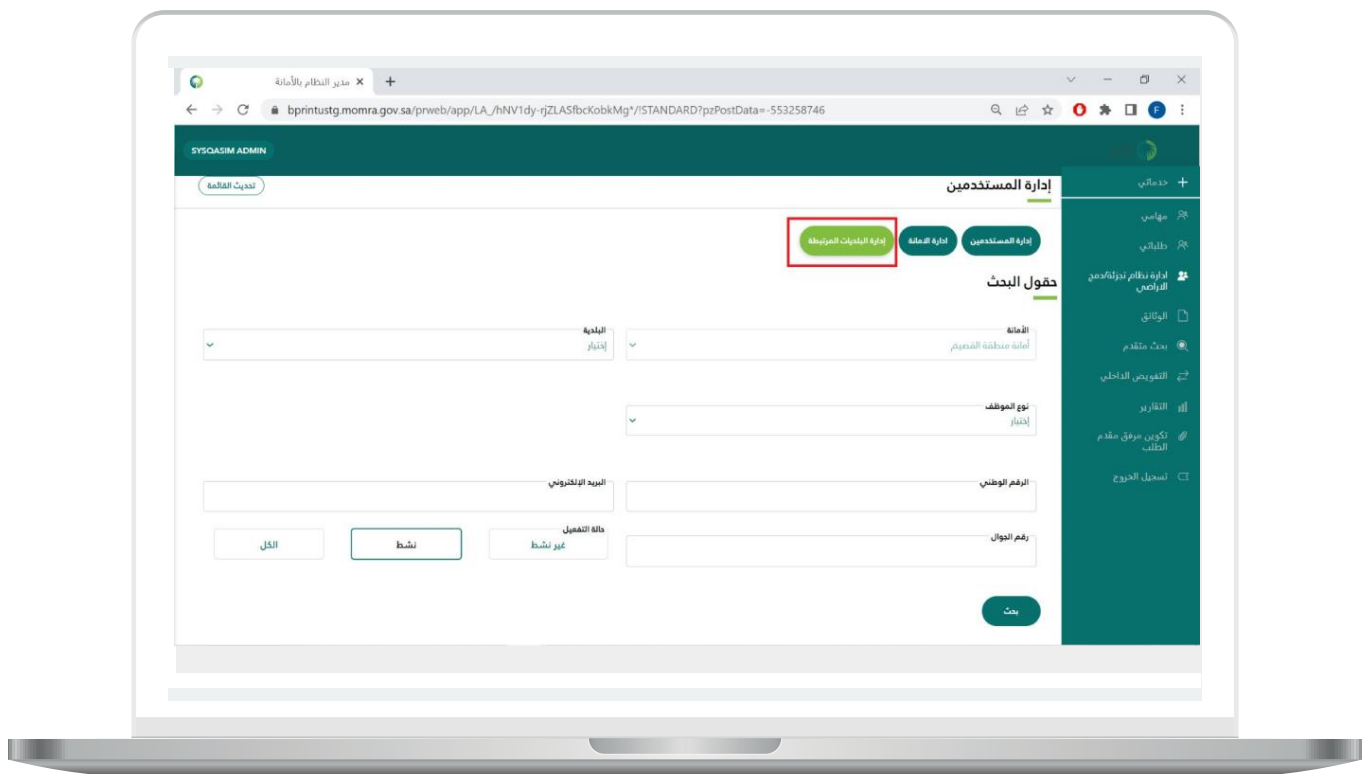 مدير النظام بالأمانة
bprintustg.momra.gov.sa/prweb/app/LA_/hNV1dy-rjZLASfbcKobkMg*/!STANDARD?pzPostData=-553258746
F
SYSQASIM ADMIN
خدماتي
مهامي
طلباتي
ادارة نظام تجزئة/دمج
الاراضي
الوثائق
بحث متقدم
التفويض الداخلي
التقارير
تكوين مرفق مقدم
الطلب
تسجيل الخروج
إدارة المستخدمين
تحديث القائمة
إدارة المستخدمين
ادارة الامانة
إدارة البلديات المرتبطة
حقول البحث
الأمانة
أمانة منطقة القصيم
البلدية
إختيار
نوع الموظف
إختيار
الرقم الوطني
البريد الإلكتروني
رقم الجوال
حالة التفعيل
غير نشط
نشط
الكل
بحث